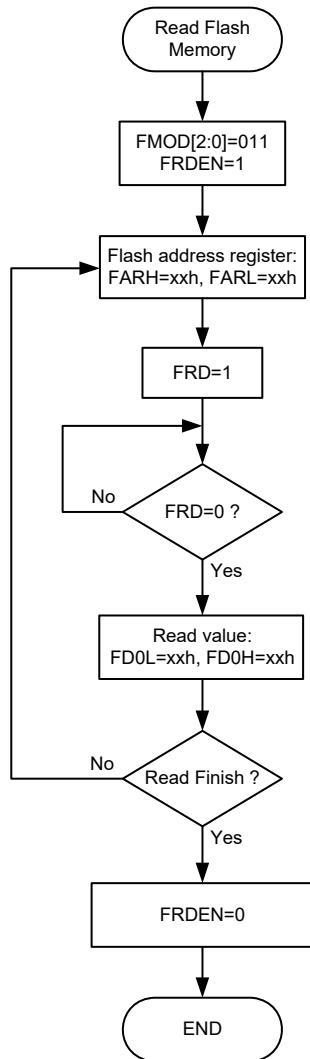 Read Flash
Memory
FMOD[2:0]=011
FRDEN=1
Flash address register:
FARH=xxh, FARL=xxh
FRD=1
No
FRD=0 ?
Yes
Read value:
FD0L=xxh, FD0H=xxh
No
Read Finish ?
Yes
FRDEN=0
END